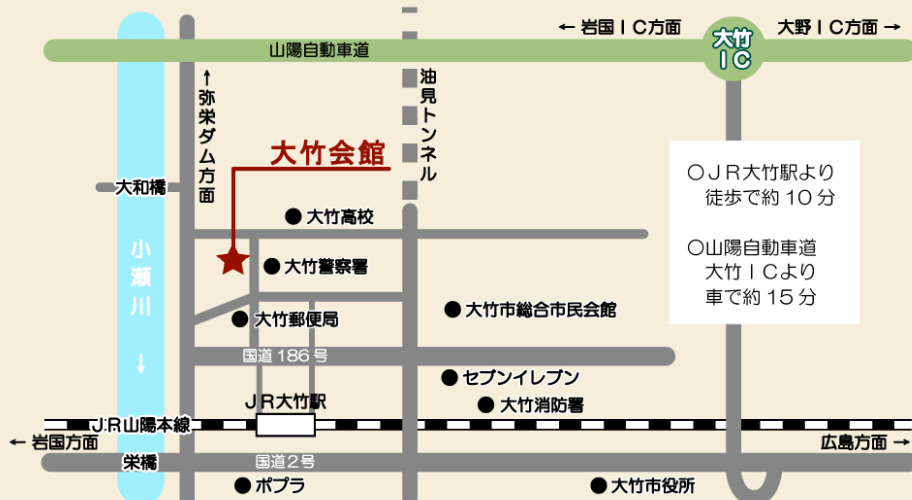 ← 岩国IC方面
大野IC方面 →
大竹
IC
山陽自動車道
↑弥栄ダム方面
油見トンネル
大竹会館
大和橋
○JR大竹駅より
徒歩で約10分
○山陽自動車道
大竹ICより
車で約15分
●大竹高校
小瀬川 ↓
●大竹警察署
●大竹郵便局
●大竹市総合市民会館
国道186号
●セブンイレブン
JR大竹駅
●大竹消防署
JR山陽本線
← 岩国方面
広島方面 →
栄橋
国道2号
●ポプラ
●大竹市役所